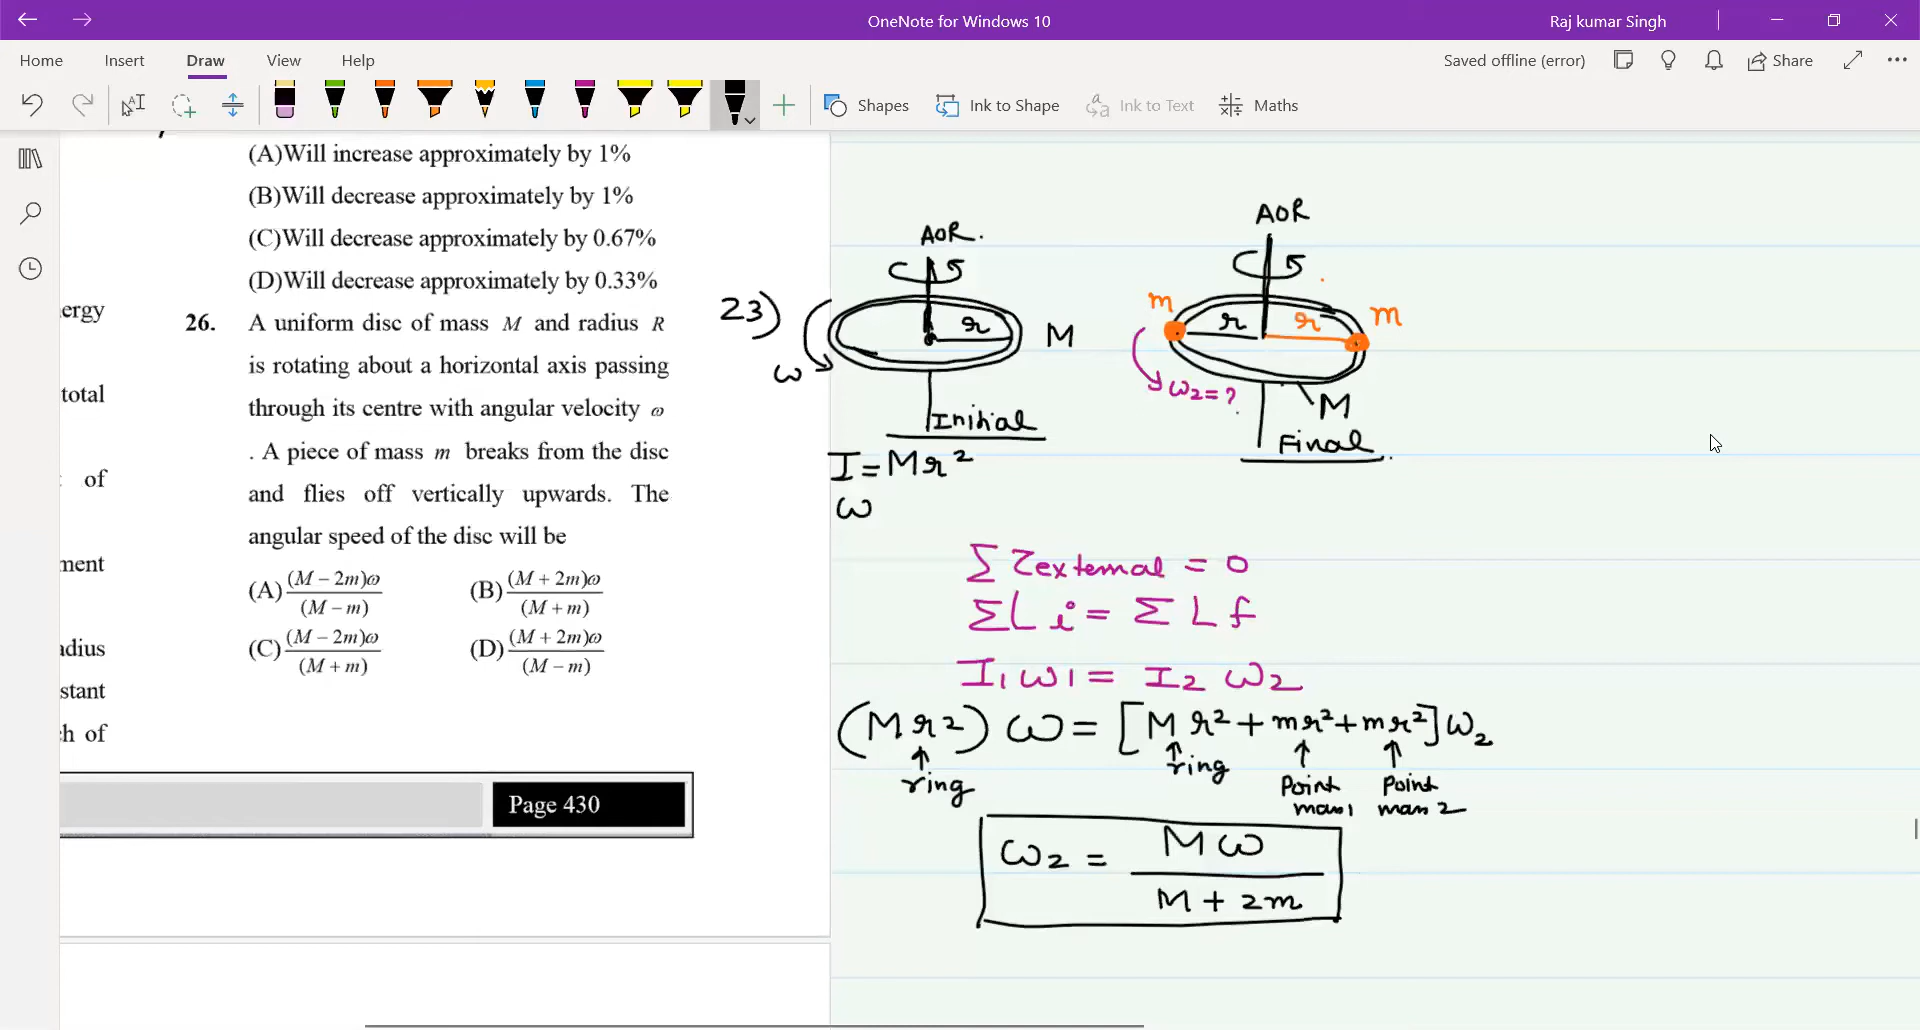 OneNote for Windows 10
Raj kumar Singh
Home Insert Draw View Help
Saved offline (error)
Share
Shapes
Ink to Shape
Ink to Text
Maths
(A)Will increase approximately by 1%
(B)Will decrease approximately by 1%
(C)Will decrease approximately by 0.67%
(D)Will decrease approximately by 0.33%
26. A uniform disc of mass M and radius R
is rotating about a horizontal axis passing
through its centre with angular velocity ω
. A piece of mass m breaks from the disc
and flies off vertically upwards. The
angular speed of the disc will be
(A) (M − 2m)ω / (M − m)
(B) (M + 2m)ω / (M + m)
(C) (M − 2m)ω / (M + m)
(D) (M + 2m)ω / (M − m)
ergy
total
of
ment
adius
stant
ch of
Page 430
23)
AOR.
r
M
ω
Initial
I = Mr²
ω
AOR
m
m
r
r
ω₂ = ?
M
Final
Σ τ external = 0
Σ L i = Σ L f
I₁ ω₁ = I₂ ω₂
(Mr²) ω = [Mr² + mr² + mr²] ω₂
↑ ring
↑ ring
↑ Point mass 1
↑ Point mass 2
ω₂ = Mω / M + 2m